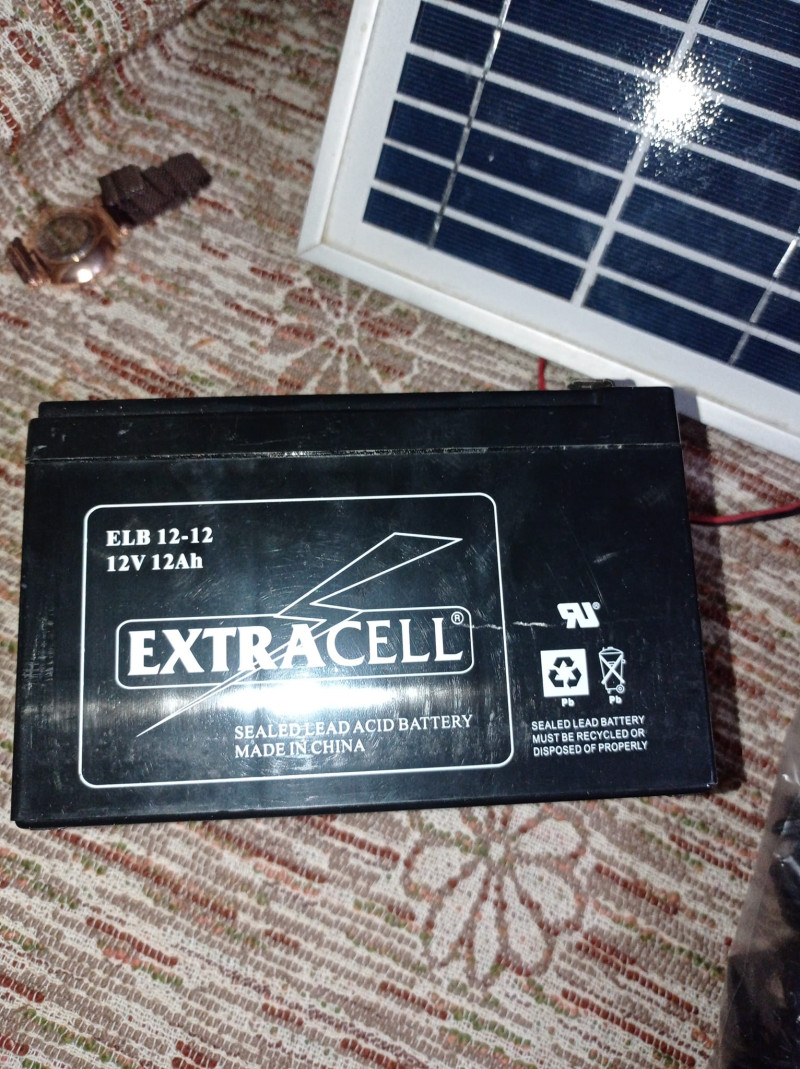 ELB 12-12
12V 12Ah
EXTRACELL®
SEALED LEAD ACID BATTERY
MADE IN CHINA
RU®
Pb Pb
SEALED LEAD BATTERY
MUST BE RECYCLED OR
DISPOSED OF PROPERLY